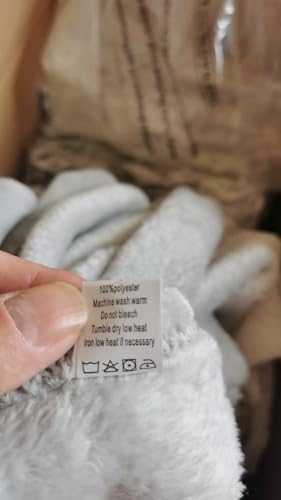 100%polyester
Machine wash warm
Do not bleach
Tumble dry low heat
Iron low heat if necessary